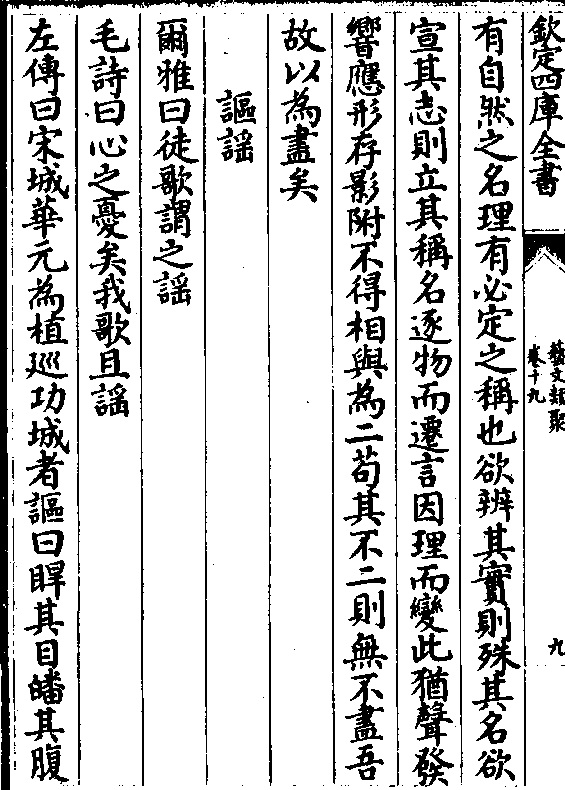 欽定四庫全書
藝文類聚
卷十九
九
有自然之名理有必定之稱也欲辨其實則殊其名欲
宣其志則立其稱名逐物而遷言因理而變此猶聲發
響應形存影附不得相與為二苟其不二則無不盡吾
故以為盡矣
謳謡
爾雅曰徒歌謂之謡
毛詩曰心之憂矣我歌且謡
左傳曰宋城華元為植廵功城者謳曰睅其目皤其腹